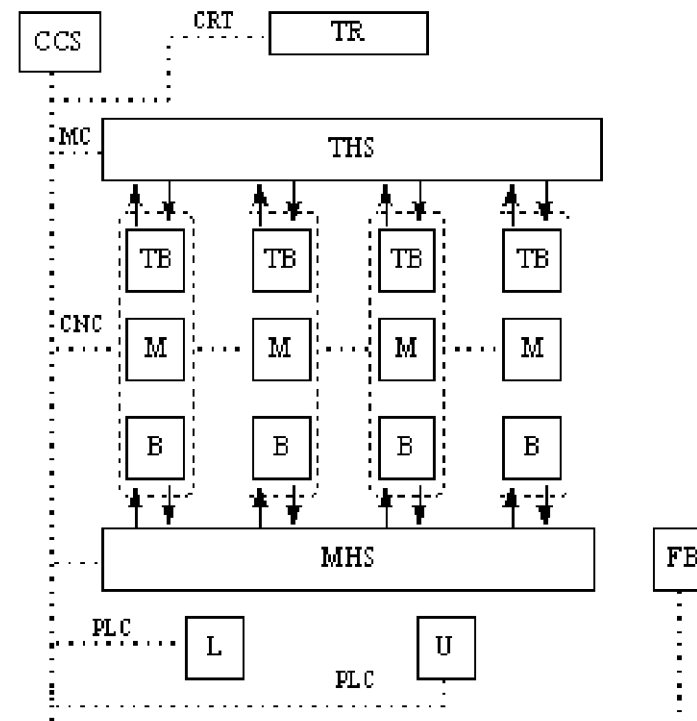 CRT
CCS
TR
MC
THS
TB TB TB TB
CNC
M M M M
B B B B
MHS
FB
PLC
L
U
PLC